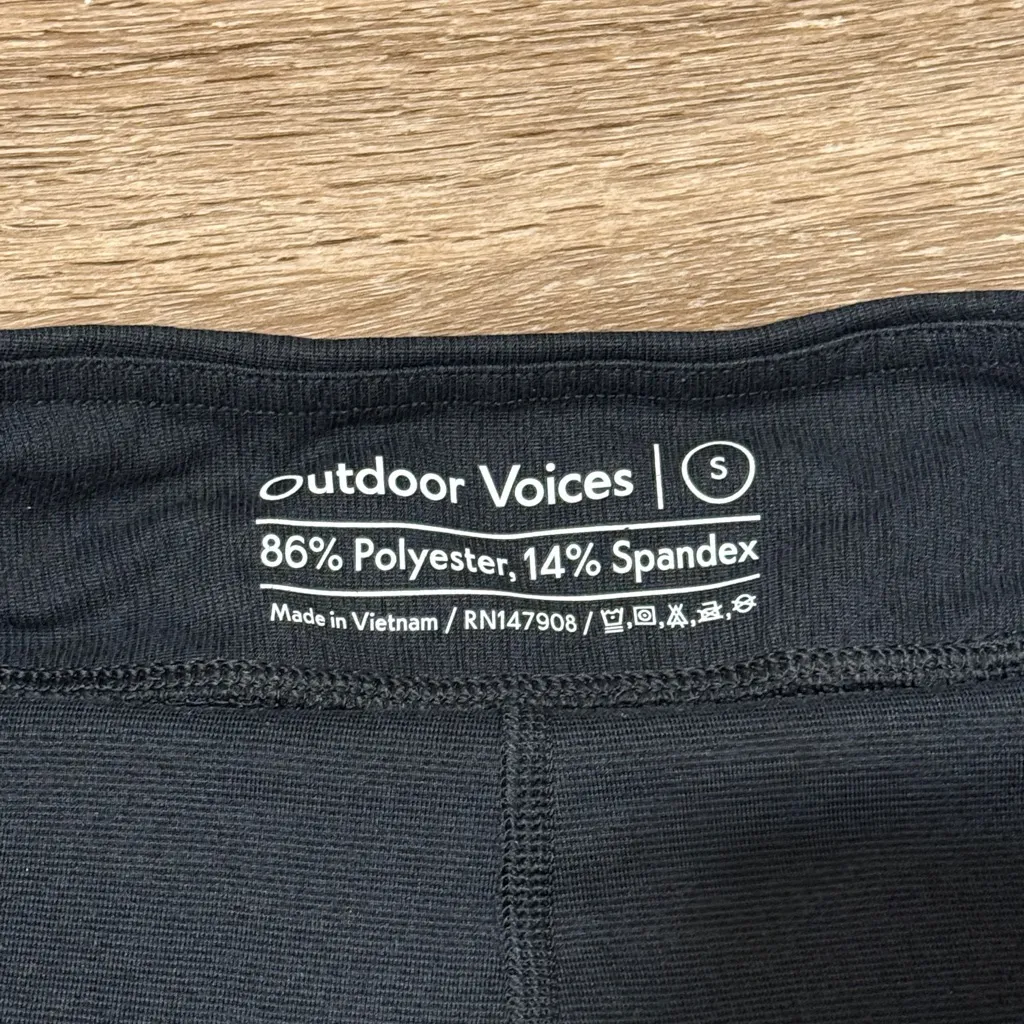 Outdoor Voices | S
86% Polyester, 14% Spandex
Made in Vietnam / RN147908 /